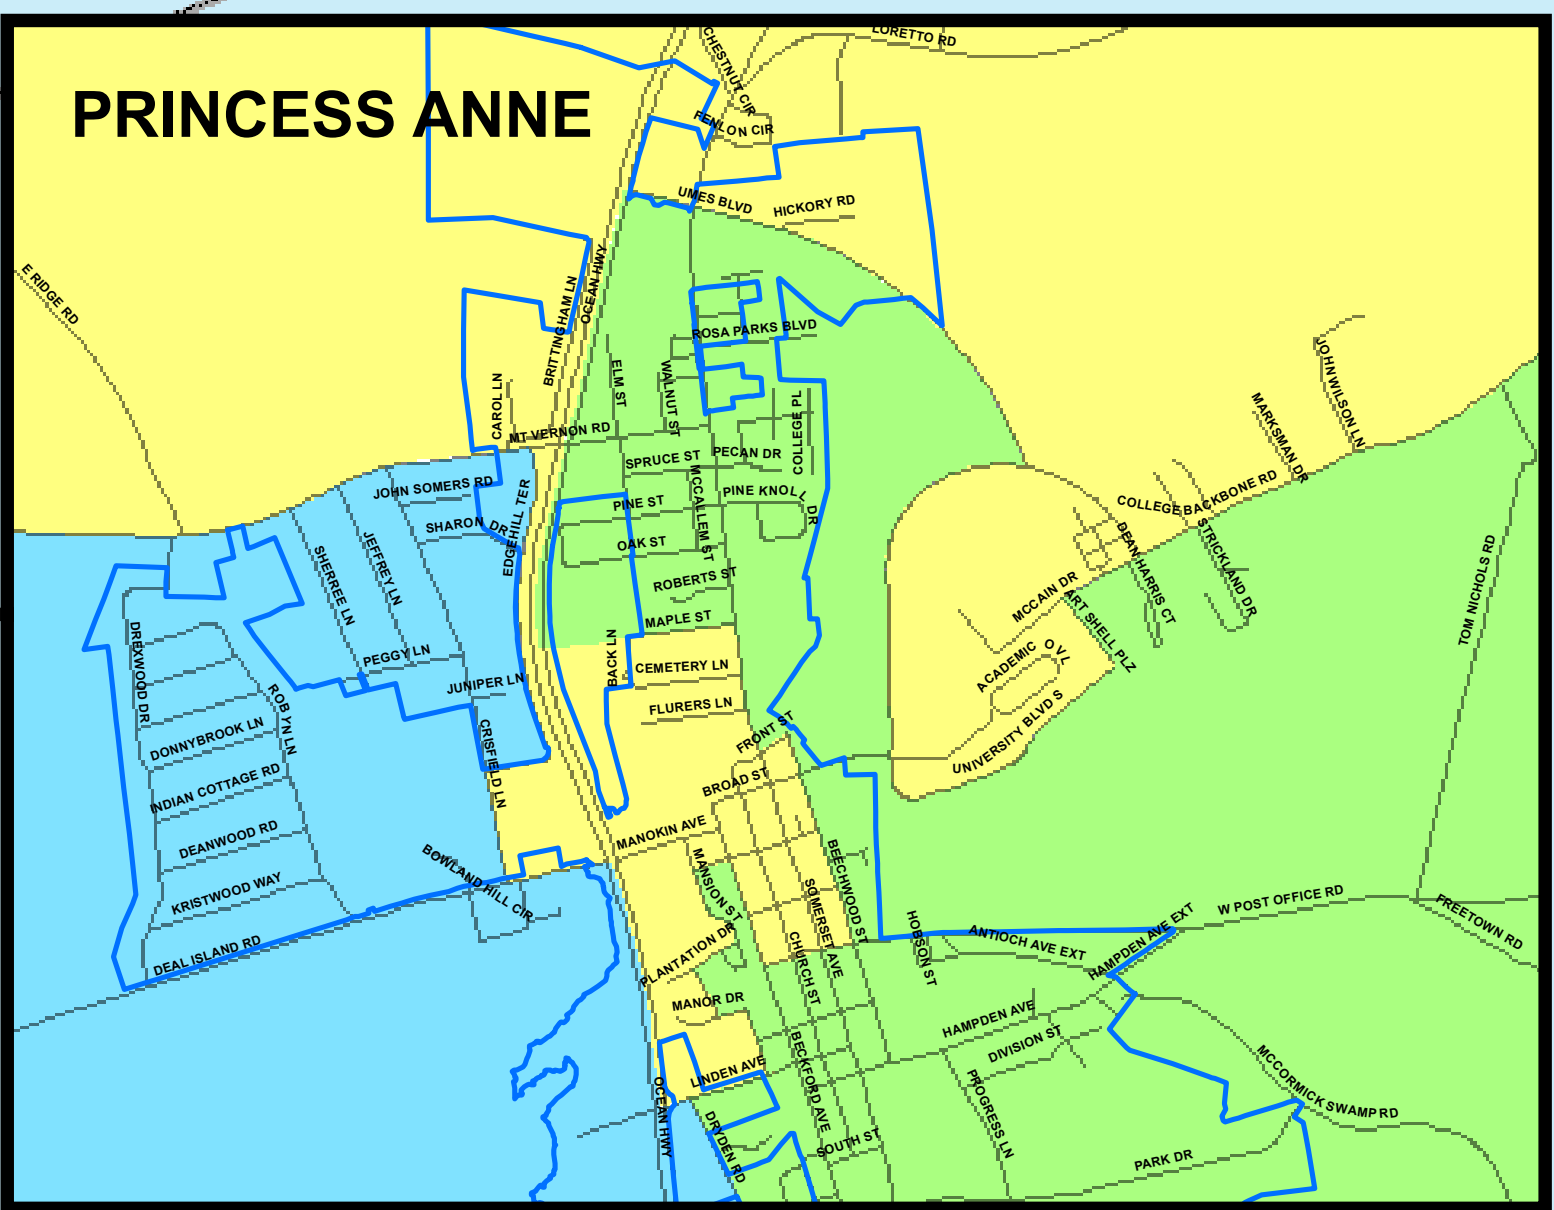 PRINCESS ANNE
LORETTO RD
CHESTNUT CIR
FENLON CIR
UMES BLVD
HICKORY RD
E RIDGE RD
BRITTINGHAM LN
OCEAN HWY
ROSA PARKS BLVD
ELM ST
WALNUT ST
CAROL LN
MT VERNON RD
COLLEGE PL
JOHN WILSON LN
MARKSMAN DR
SPRUCE ST
PECAN DR
JOHN SOMERS RD
EDGEHILL TER
PINE ST
MCCALLEM ST
PINE KNOLL DR
COLLEGE BACKBONE RD
SHARON DR
OAK ST
STRICKLAND DR
BEAN HARRIS CT
TOM NICHOLS RD
SHERREE LN
JEFFREY LN
ROBERTS ST
MCCAIN DR
ART SHELL PLZ
MAPLE ST
DREXWOOD DR
PEGGY LN
BACK LN
CEMETERY LN
ACADEMIC OVL
JUNIPER LN
FLURERS LN
UNIVERSITY BLVD S
ROB YN LN
DONNYBROOK LN
CRISFIELD LN
FRONT ST
BROAD ST
INDIAN COTTAGE RD
MANOKIN AVE
DEANWOOD RD
BOWLAND HILL CIR
MANSION ST
BEECHWOOD ST
SOMERSET AVE
KRISTWOOD WAY
HOBSON ST
W POST OFFICE RD
FREETOWN RD
HAMPDEN AVE EXT
ANTIOCH AVE EXT
DEAL ISLAND RD
PLANTATION DR
CHURCH ST
MANOR DR
HAMPDEN AVE
DIVISION ST
BECKFORD AVE
LINDEN AVE
OCEAN HWY
DRYDEN RD
PROGRESS LN
MCCORMICK SWAMP RD
SOUTH ST
PARK DR